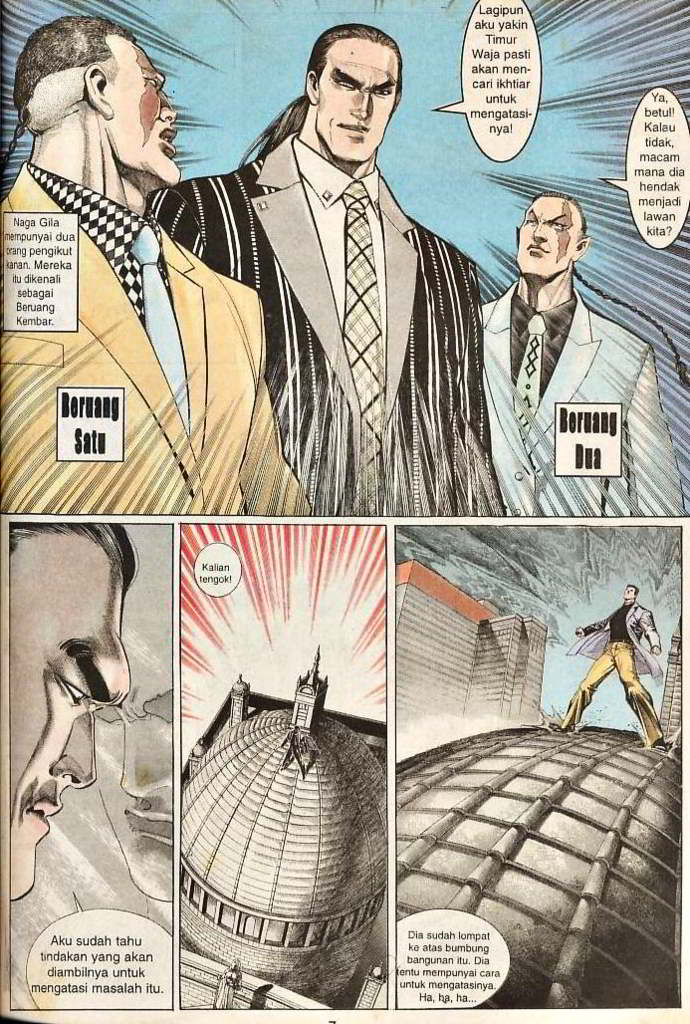 Lagipun
aku yakin
Timur
Waja pasti
akan men-
cari ikhtiar
untuk
mengatasi-
nya!
Ya,
betul!
Kalau
tidak,
macam
mana dia
hendak
menjadi
lawan
kita?
Naga Gila
mempunyai dua
orang pengikut
kanan. Mereka
itu dikenali
sebagai
Beruang
Kembar.
Beruang
Satu
Beruang
Dua
Aku sudah tahu
tindakan yang akan
diambilnya untuk
mengatasi masalah itu.
Kalian
tengok!
Dia sudah lompat
ke atas bumbung
bangunan itu. Dia
tentu mempunyai cara
untuk mengatasinya.
Ha, ha, ha...